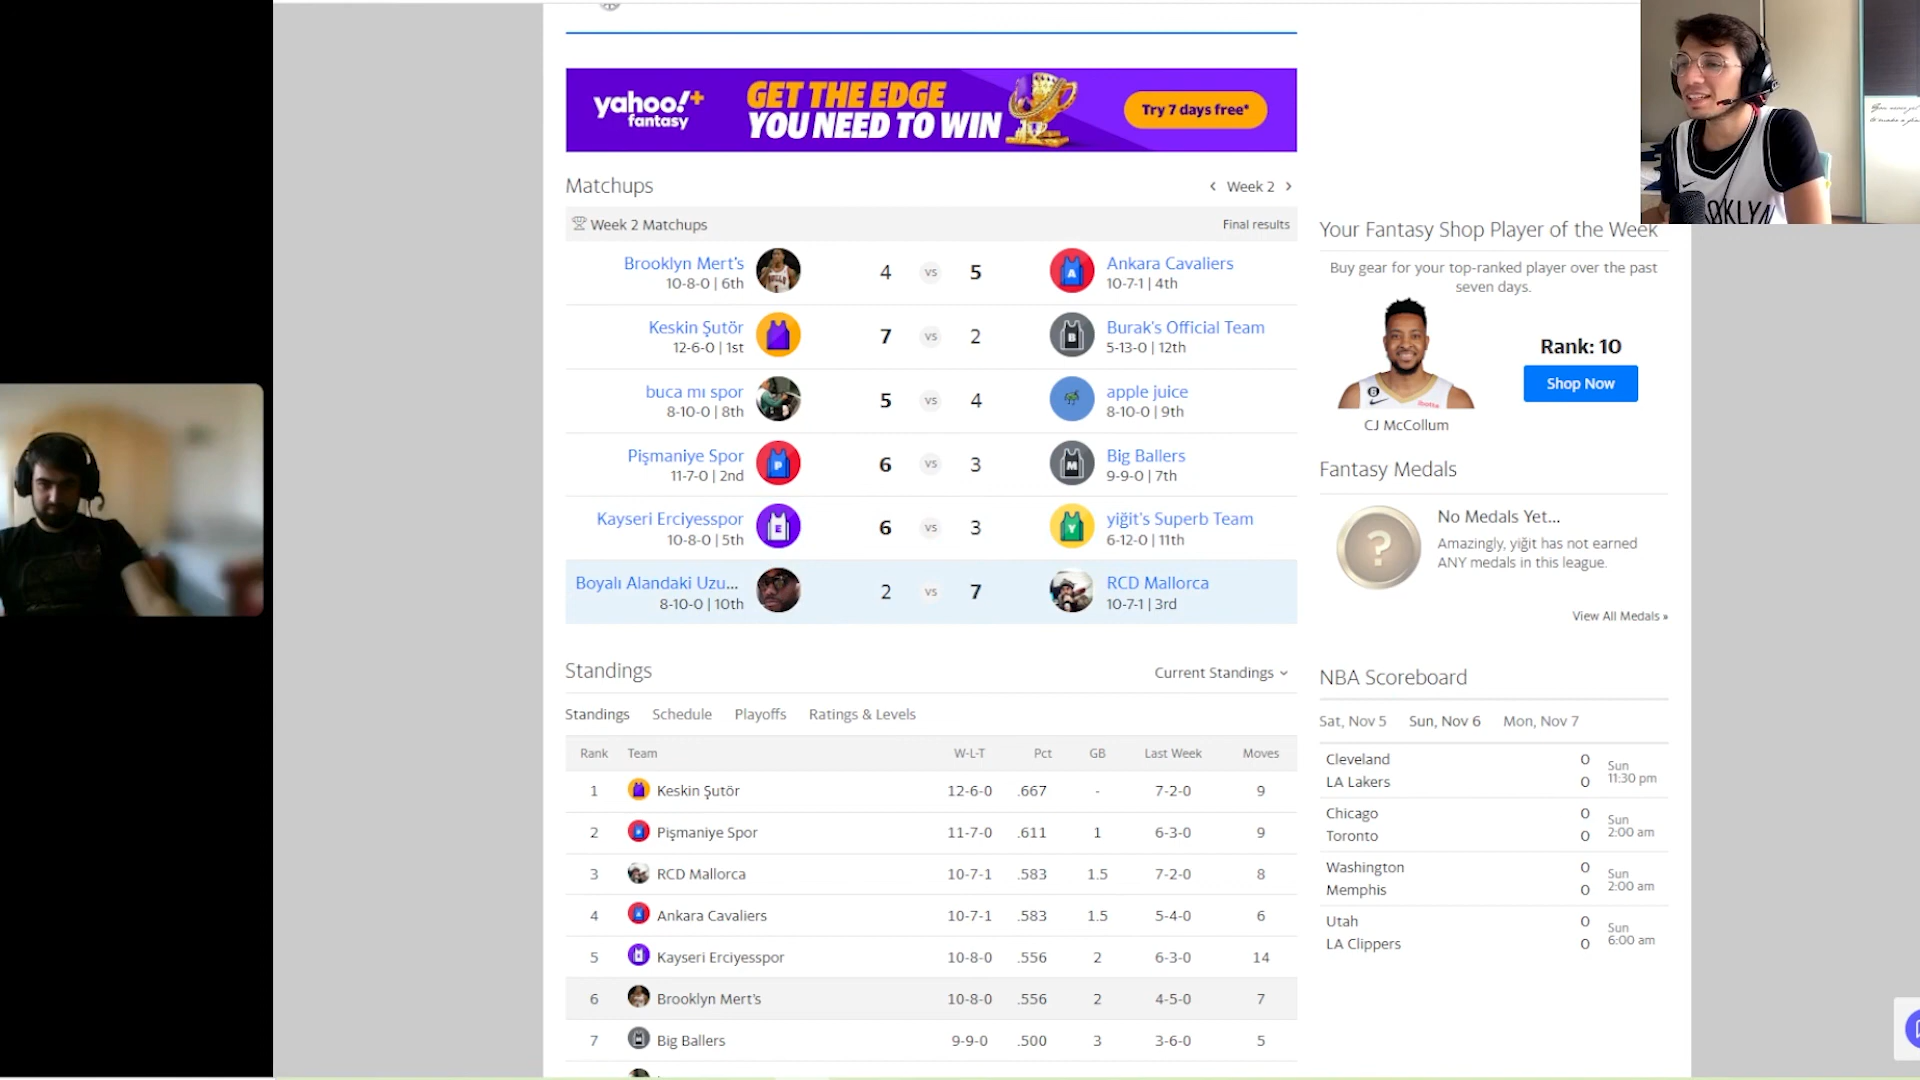 yahoo!+
fantasy
GET THE EDGE
YOU NEED TO WIN
Try 7 days free*
Matchups
Week 2
Week 2 Matchups
Final results
Brooklyn Mert's
10-8-0 | 6th
4
vs
5
A
Ankara Cavaliers
10-7-1 | 4th
Keskin Şutör
12-6-0 | 1st
7
vs
2
B
Burak's Official Team
5-13-0 | 12th
buca mı spor
8-10-0 | 8th
5
vs
4
apple juice
8-10-0 | 9th
Pişmaniye Spor
11-7-0 | 2nd
P
6
vs
3
M
Big Ballers
9-9-0 | 7th
Kayseri Erciyesspor
10-8-0 | 5th
E
6
vs
3
Y
yiğit's Superb Team
6-12-0 | 11th
Boyalı Alandaki Uzu...
8-10-0 | 10th
2
vs
7
RCD Mallorca
10-7-1 | 3rd
Standings
Current Standings
Standings Schedule Playoffs Ratings & Levels
Rank Team W-L-T Pct GB Last Week Moves
1 Keskin Şutör 12-6-0 .667 - 7-2-0 9
2 Pişmaniye Spor 11-7-0 .611 1 6-3-0 9
3 RCD Mallorca 10-7-1 .583 1.5 7-2-0 8
4 Ankara Cavaliers 10-7-1 .583 1.5 5-4-0 6
5 Kayseri Erciyesspor 10-8-0 .556 2 6-3-0 14
6 Brooklyn Mert's 10-8-0 .556 2 4-5-0 7
7 Big Ballers 9-9-0 .500 3 3-6-0 5
Your Fantasy Shop Player of the Week
Buy gear for your top-ranked player over the past
seven days.
CJ McCollum
Rank: 10
Shop Now
Fantasy Medals
?
No Medals Yet...
Amazingly, yiğit has not earned
ANY medals in this league.
View All Medals »
NBA Scoreboard
Sat, Nov 5 Sun, Nov 6 Mon, Nov 7
Cleveland 0
LA Lakers 0
Sun
11:30 pm
Chicago 0
Toronto 0
Sun
2:00 am
Washington 0
Memphis 0
Sun
2:00 am
Utah 0
LA Clippers 0
Sun
6:00 am